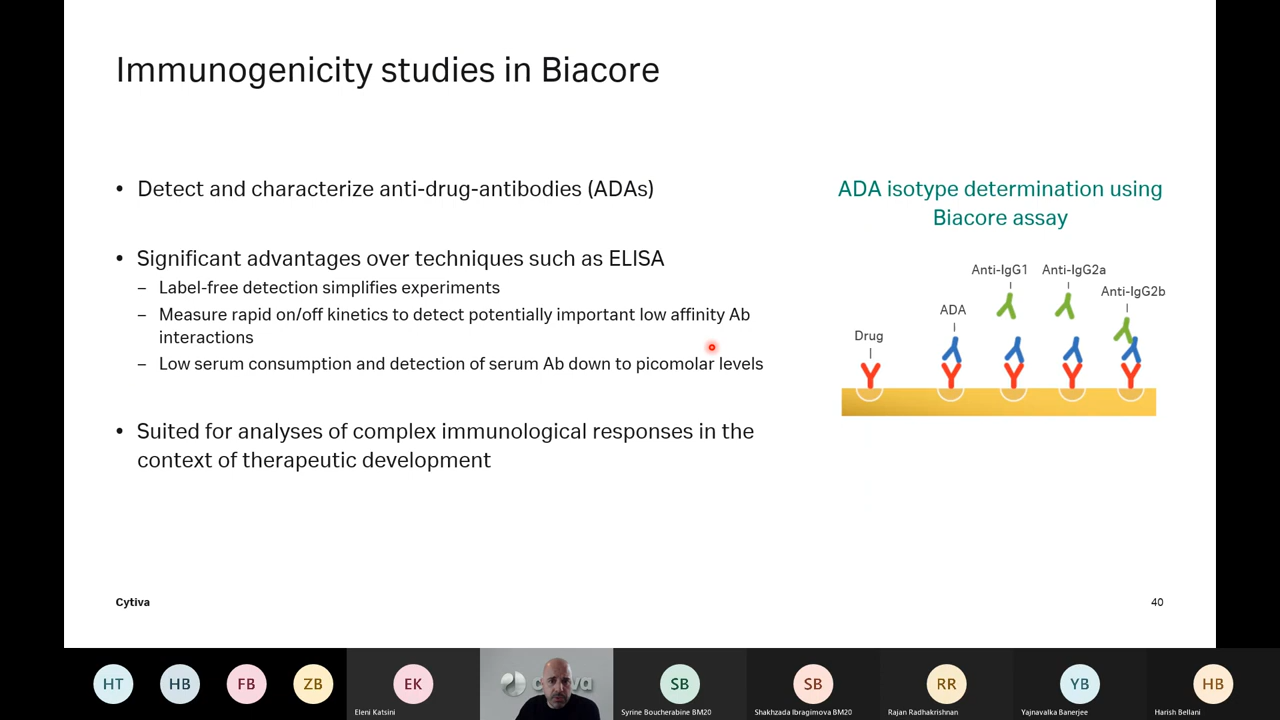 Immunogenicity studies in Biacore
• Detect and characterize anti-drug-antibodies (ADAs)
• Significant advantages over techniques such as ELISA
– Label-free detection simplifies experiments
– Measure rapid on/off kinetics to detect potentially important low affinity Ab
interactions
– Low serum consumption and detection of serum Ab down to picomolar levels
• Suited for analyses of complex immunological responses in the
context of therapeutic development
ADA isotype determination using
Biacore assay
Anti-IgG1
Anti-IgG2a
Anti-IgG2b
ADA
Drug
Cytiva
40
HT
HB
FB
ZB
EK
SB
SB
RR
YB
HB
Eleni Katsini
Syrine Boucherabine BM20
Shakhzada Ibragimova BM20
Rajan Radhakrishnan
Yajnavalka Banerjee
Harish Bellani